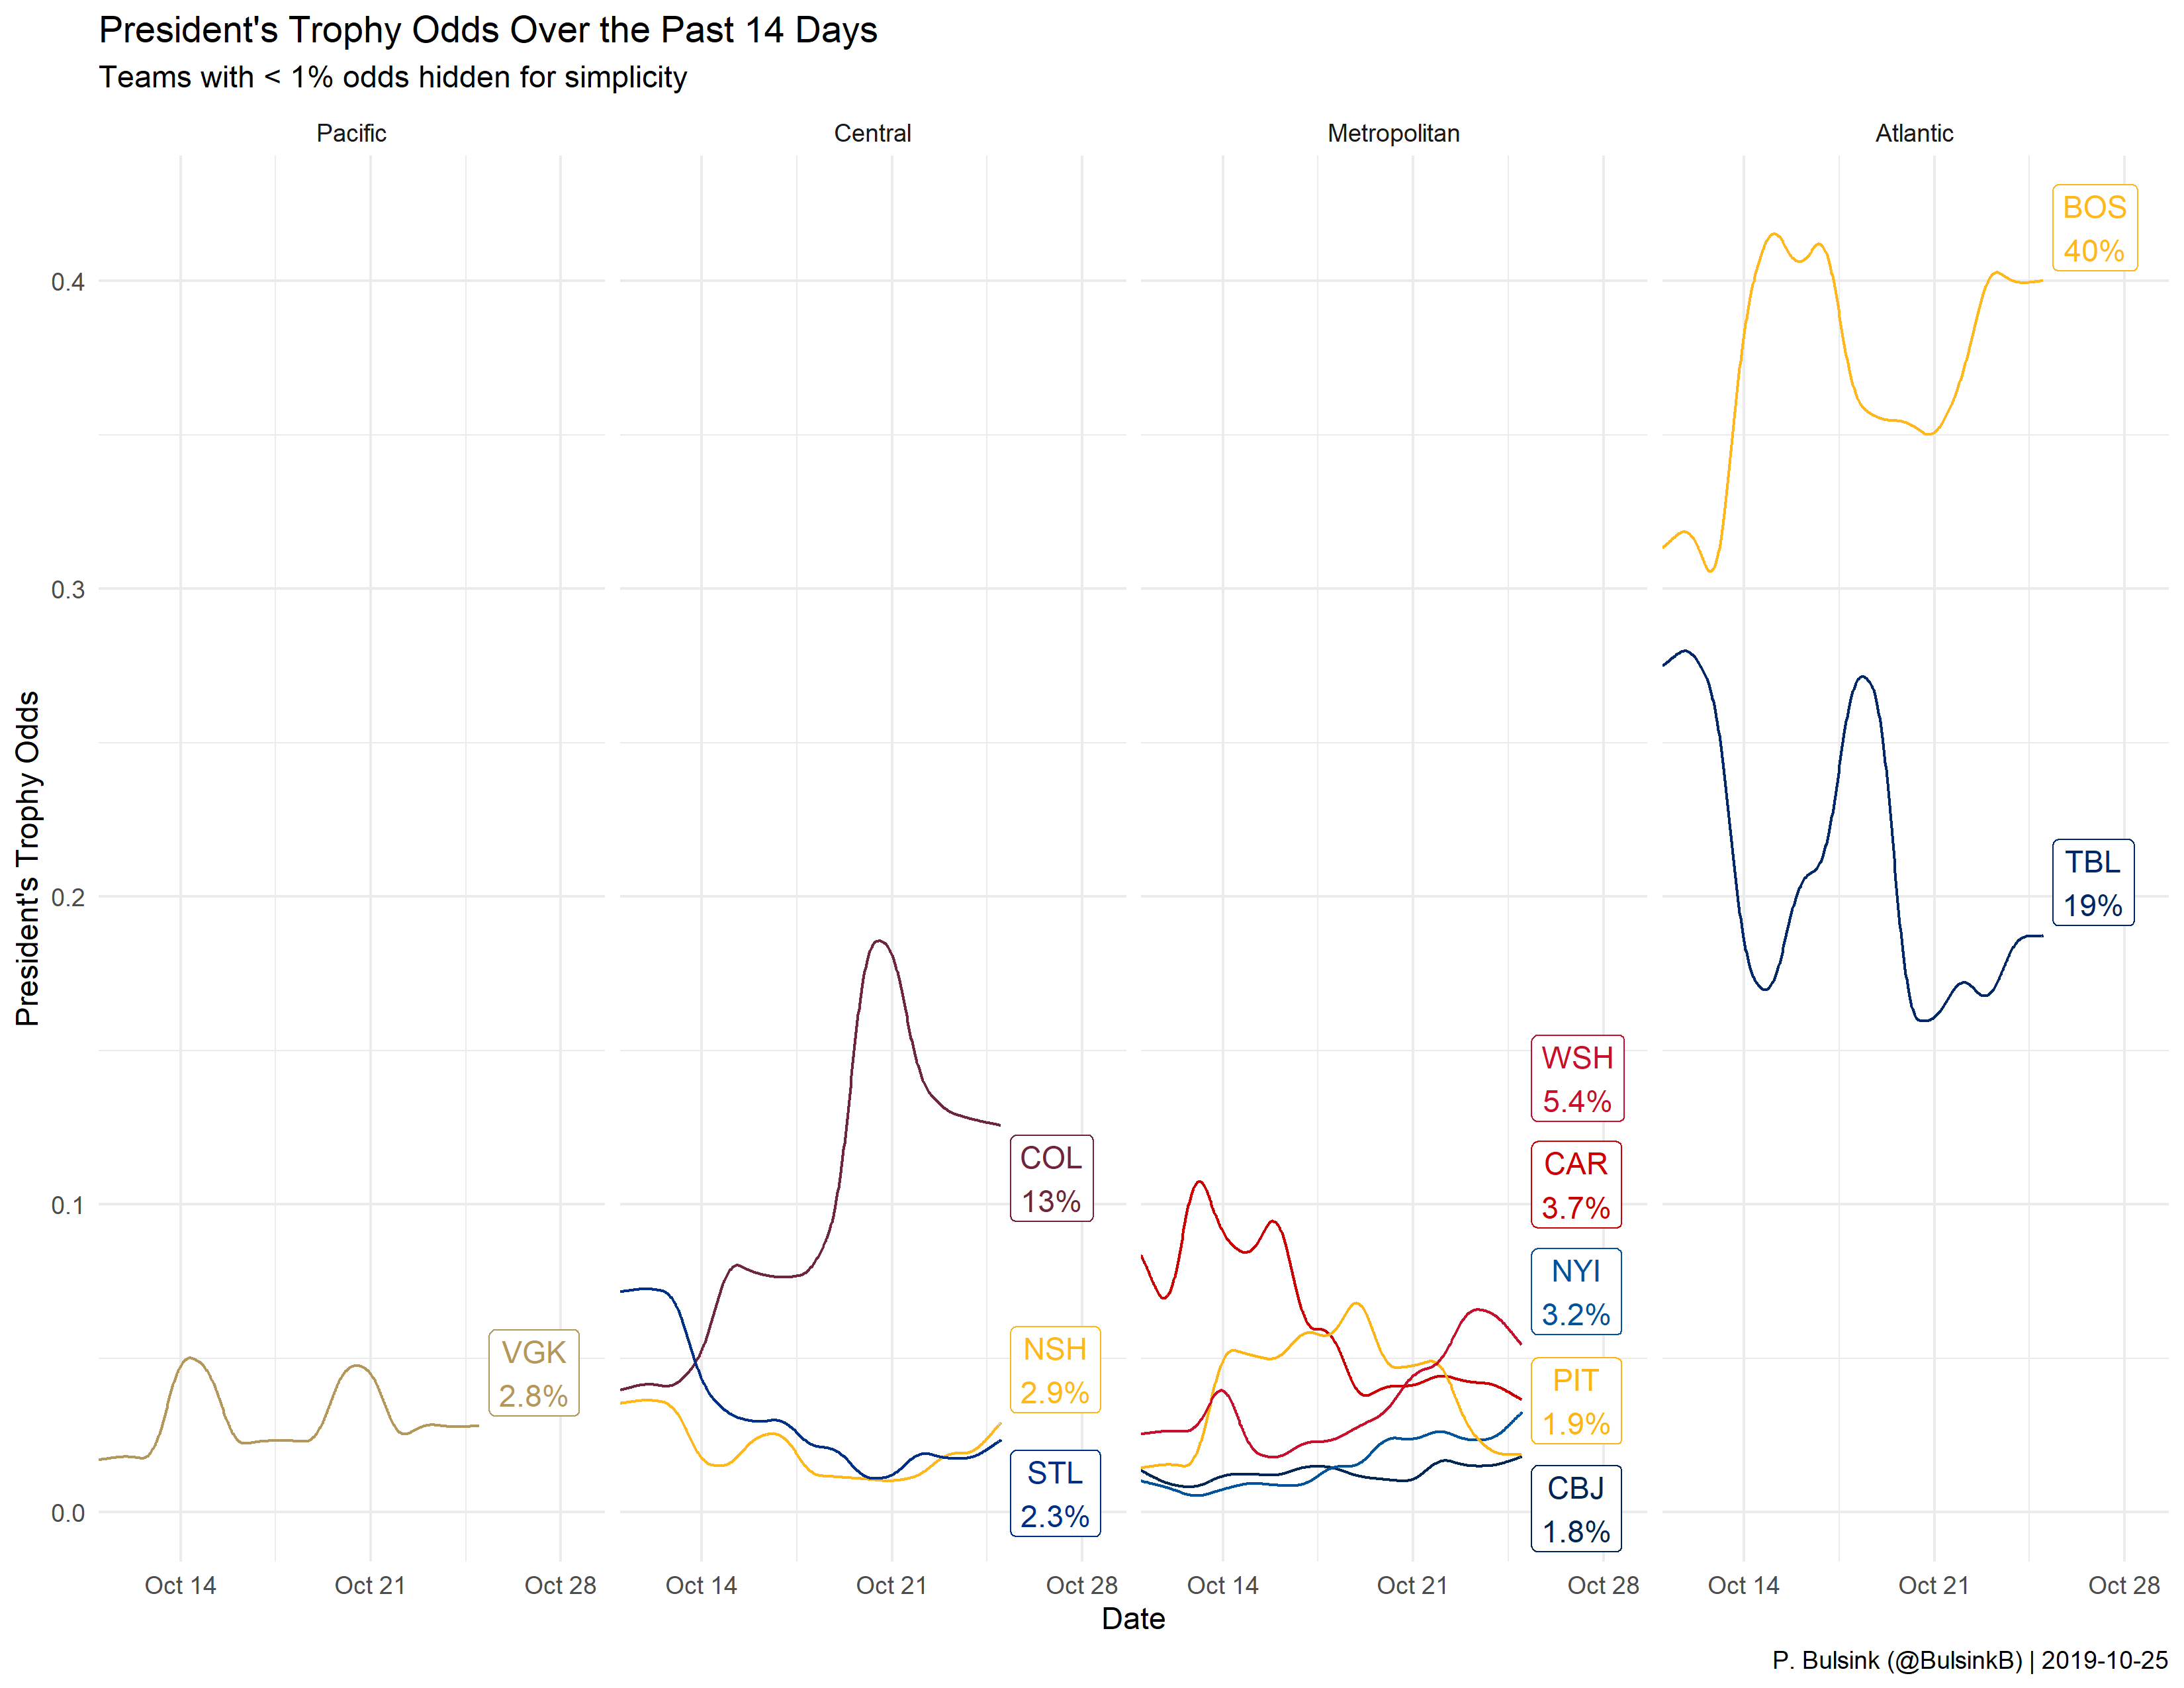 President's Trophy Odds Over the Past 14 Days
Teams with < 1% odds hidden for simplicity
Pacific
Central
Metropolitan
Atlantic
President's Trophy Odds
0.4
0.3
0.2
0.1
0.0
VGK
2.8%
COL
13%
NSH
2.9%
STL
2.3%
WSH
5.4%
CAR
3.7%
NYI
3.2%
PIT
1.9%
CBJ
1.8%
BOS
40%
TBL
19%
Oct 14 Oct 21 Oct 28 Oct 14 Oct 21 Oct 28 Oct 14 Oct 21 Oct 28 Oct 14 Oct 21 Oct 28
Date
P. Bulsink (@BulsinkB) | 2019-10-25